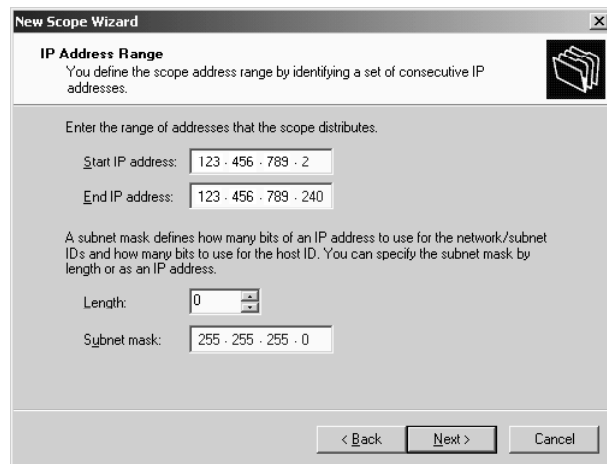 New Scope Wizard
IP Address Range
You define the scope address range by identifying a set of consecutive IP
addresses.
Enter the range of addresses that the scope distributes.
Start IP address: 123 . 456 . 789 . 2
End IP address: 123 . 456 . 789 . 240
A subnet mask defines how many bits of an IP address to use for the network/subnet
IDs and how many bits to use for the host ID. You can specify the subnet mask by
length or as an IP address.
Length: 0
Subnet mask: 255 . 255 . 255 . 0
< Back Next > Cancel